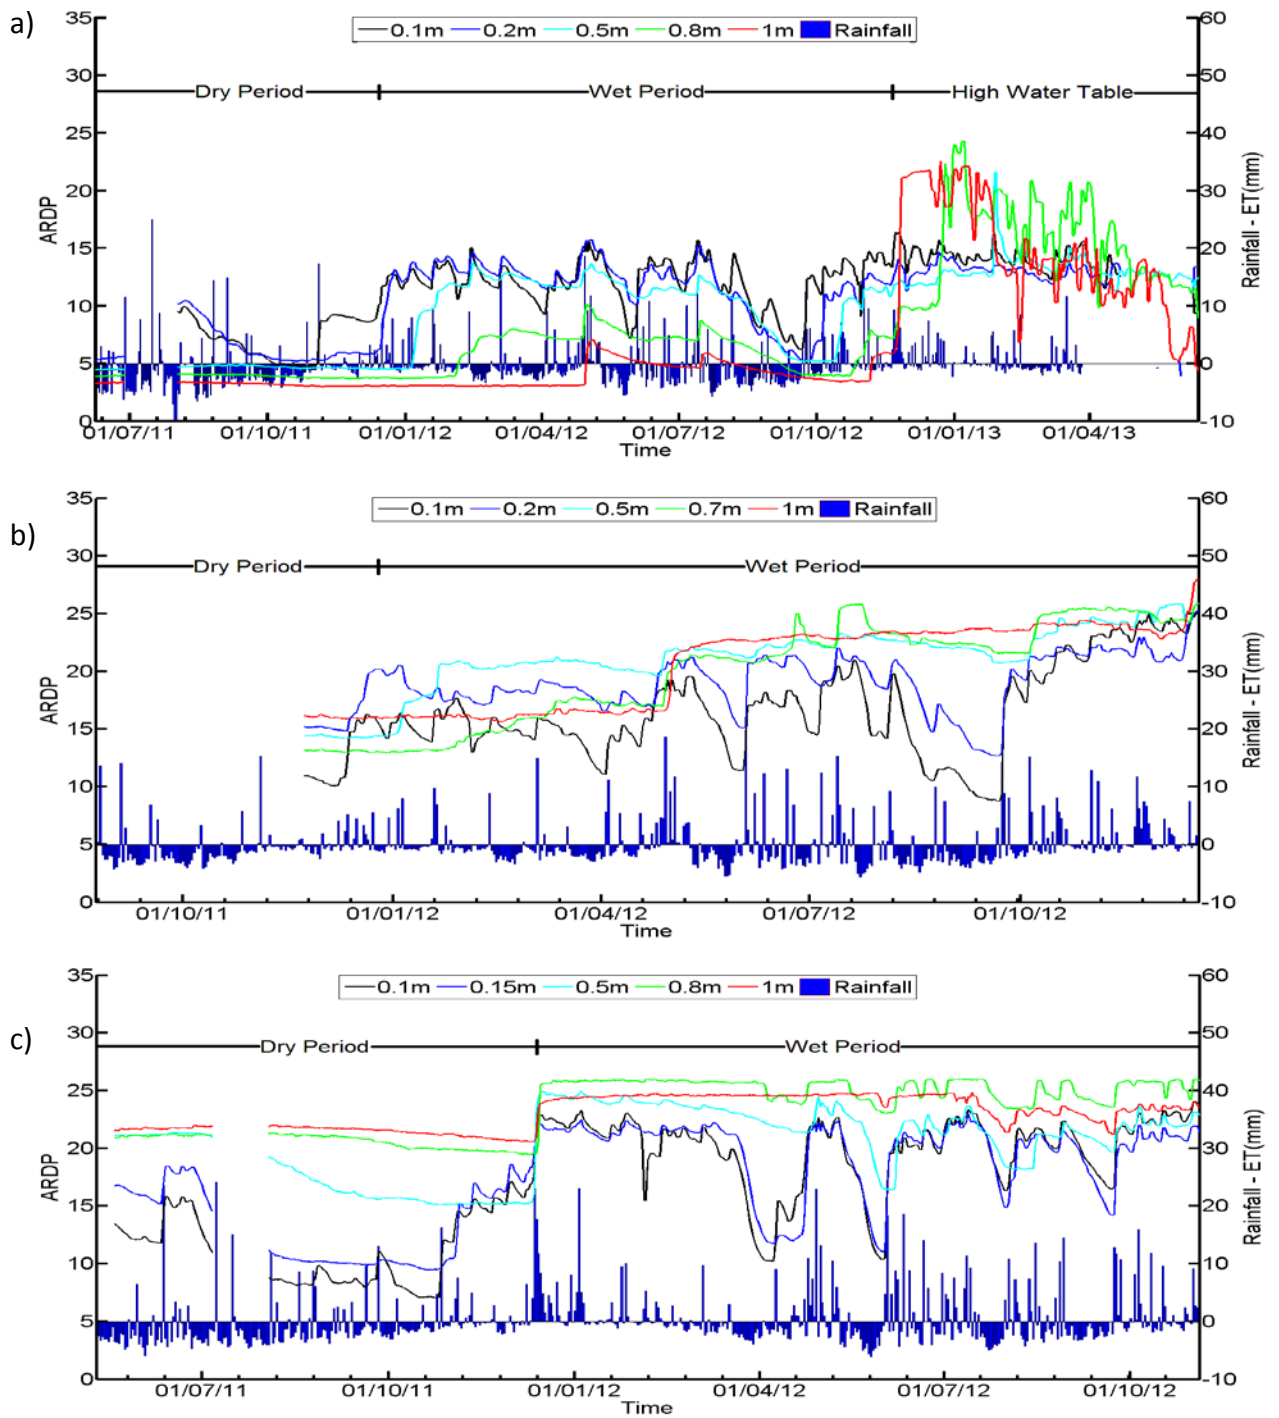 a)
0.1m 0.2m 0.5m 0.8m 1m Rainfall
Dry Period Wet Period High Water Table
35 30 25 20 15 10 5 0
ARDP
60 50 40 30 20 10 0 -10
Rainfall - ET(mm)
01/07/11 01/10/11 01/01/12 01/04/12 01/07/12 01/10/12 01/01/13 01/04/13
Time
b)
0.1m 0.2m 0.5m 0.7m 1m Rainfall
Dry Period Wet Period
35 30 25 20 15 10 5 0
ARDP
60 50 40 30 20 10 0 -10
Rainfall - ET(mm)
01/10/11 01/01/12 01/04/12 01/07/12 01/10/12
Time
c)
0.1m 0.15m 0.5m 0.8m 1m Rainfall
Dry Period Wet Period
35 30 25 20 15 10 5 0
ARDP
60 50 40 30 20 10 0 -10
Rainfall - ET(mm)
01/07/11 01/10/11 01/01/12 01/04/12 01/07/12 01/10/12
Time